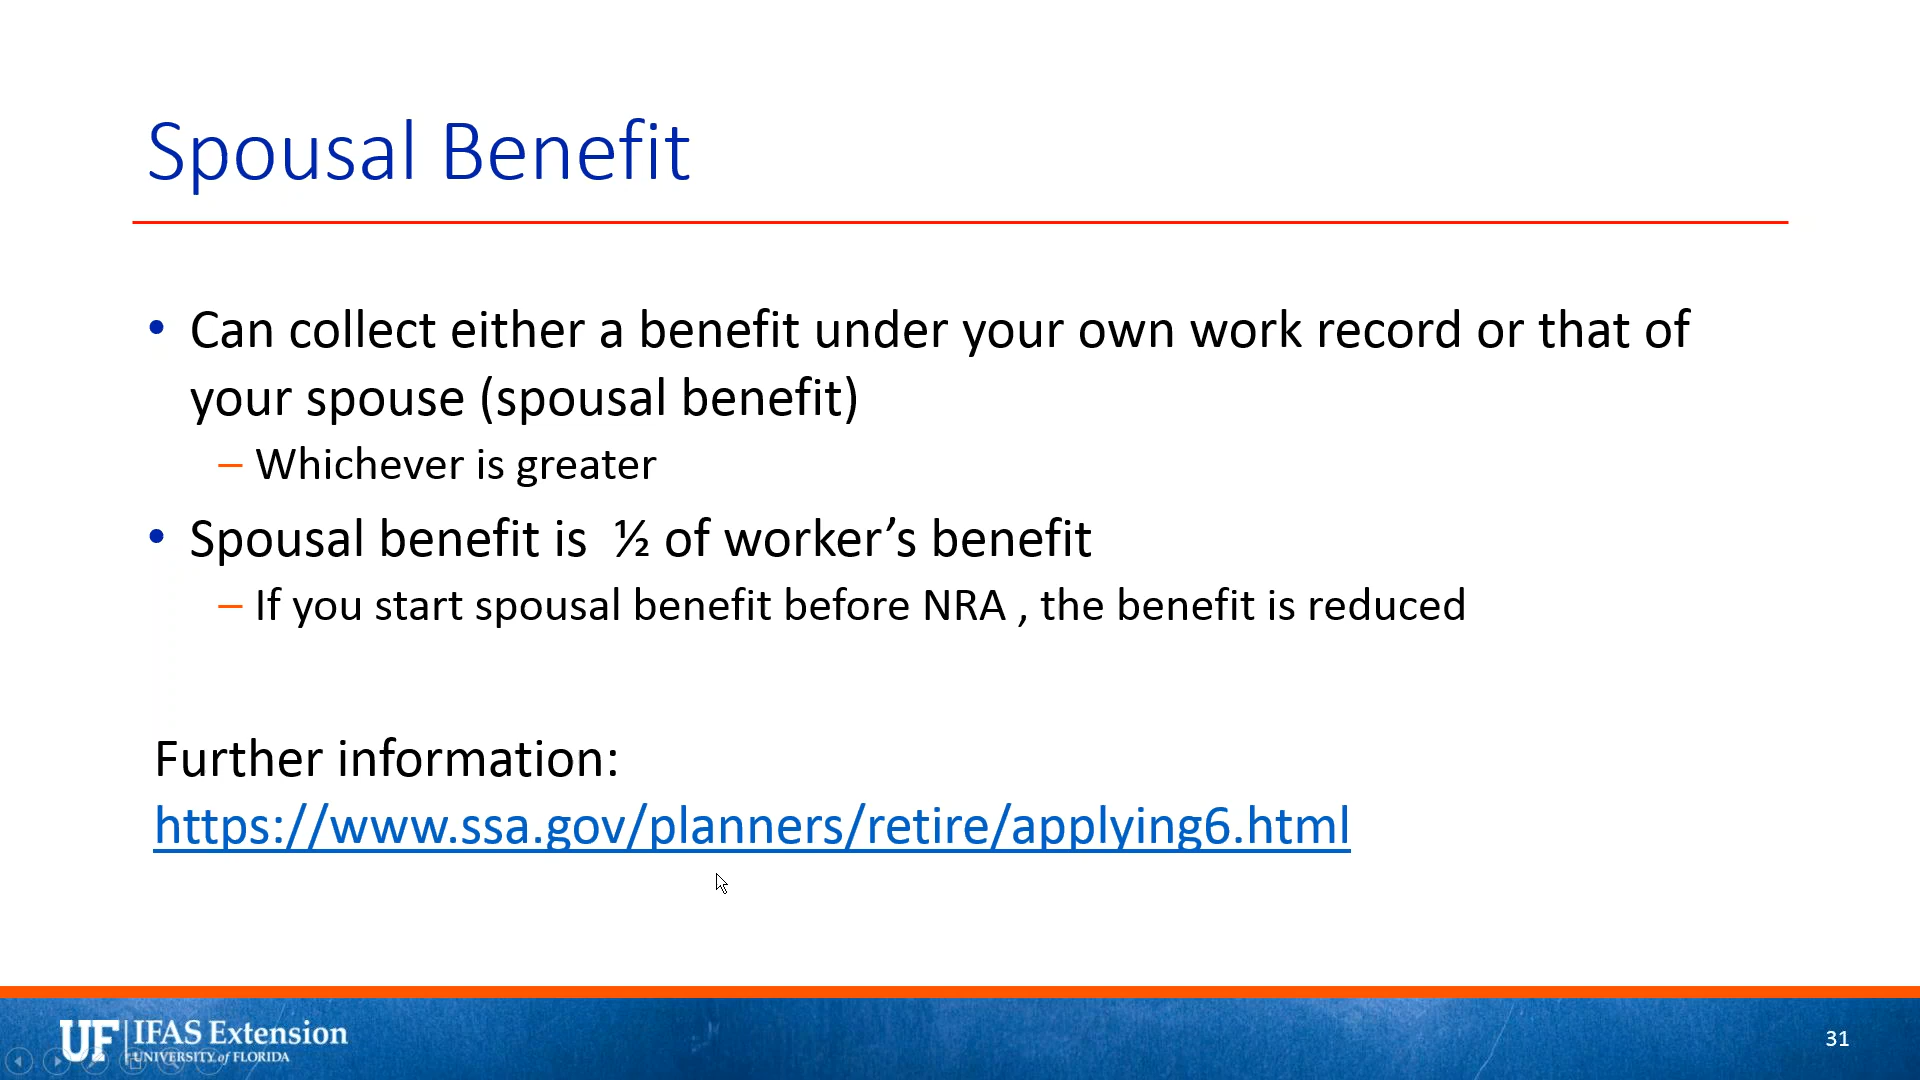 Spousal Benefit
• Can collect either a benefit under your own work record or that of
your spouse (spousal benefit)
– Whichever is greater
• Spousal benefit is ½ of worker’s benefit
– If you start spousal benefit before NRA , the benefit is reduced
Further information:
https://www.ssa.gov/planners/retire/applying6.html
UF IFAS Extension
UNIVERSITY of FLORIDA
31